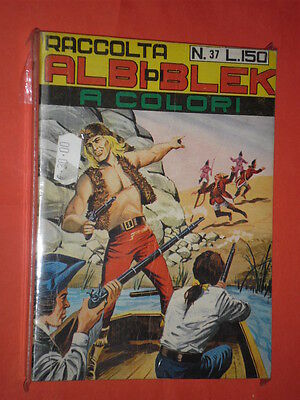 RACCOLTA
N. 37 L.150
ALBI di BLEK
A COLORI